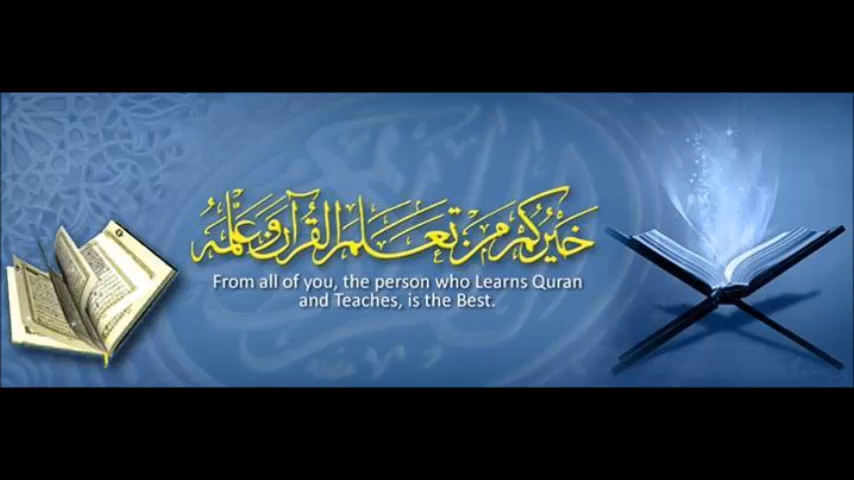 خَيْرُكُمْ مَنْ تَعَلَّمَ الْقُرْآنَ وَعَلَّمَهُ
From all of you, the person who Learns Quran
and Teaches, is the Best.